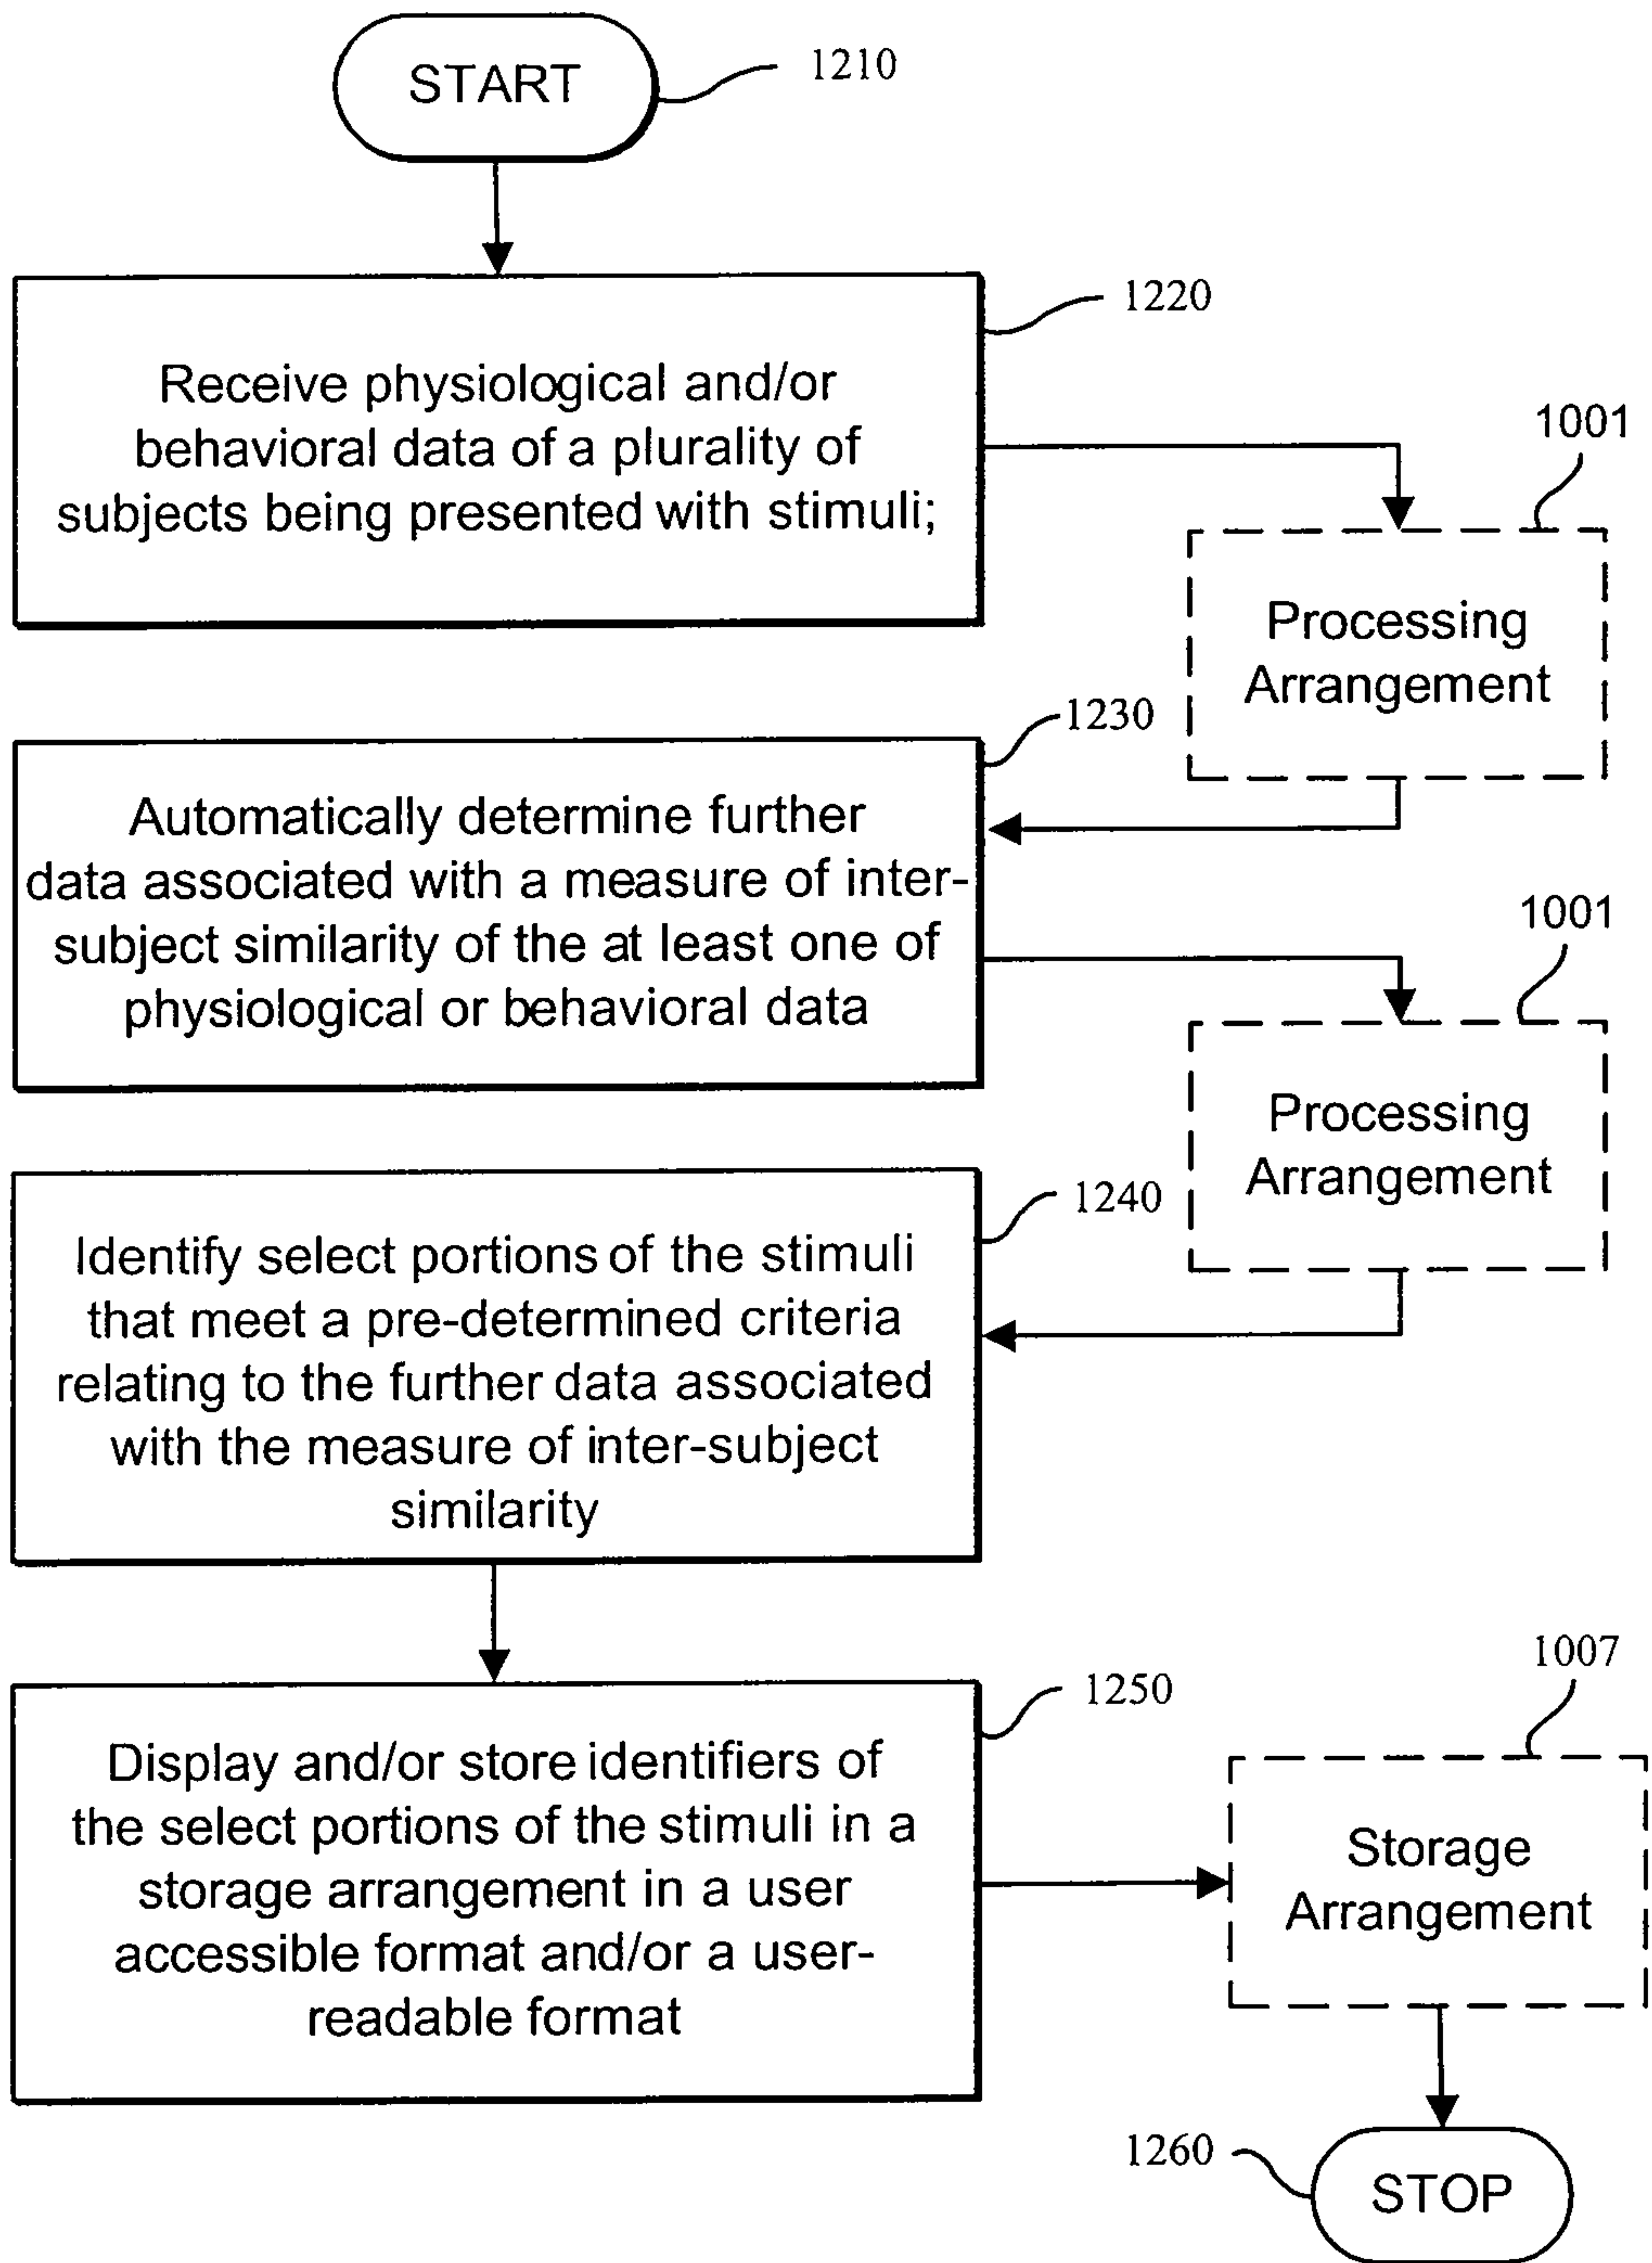 START
1210
1220
Receive physiological and/or
behavioral data of a plurality of
subjects being presented with stimuli;
1001
Processing
Arrangement
1230
Automatically determine further
data associated with a measure of inter-
subject similarity of the at least one of
physiological or behavioral data
1001
Processing
Arrangement
1240
Identify select portions of the stimuli
that meet a pre-determined criteria
relating to the further data associated
with the measure of inter-subject
similarity
1250
Display and/or store identifiers of
the select portions of the stimuli in a
storage arrangement in a user
accessible format and/or a user-
readable format
1007
Storage
Arrangement
1260
STOP